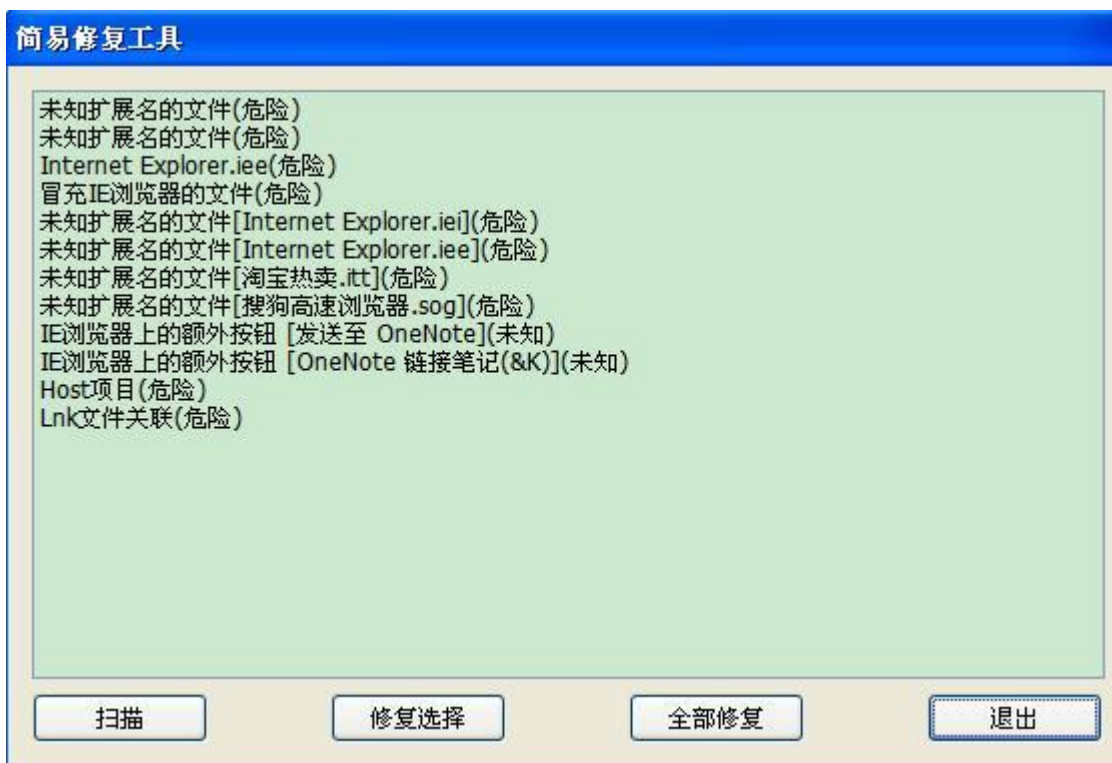 简易修复工具
未知扩展名的文件(危险)
未知扩展名的文件(危险)
Internet Explorer.iee(危险)
冒充IE浏览器的文件(危险)
未知扩展名的文件[Internet Explorer.iei](危险)
未知扩展名的文件[Internet Explorer.iee](危险)
未知扩展名的文件[淘宝热卖.itt](危险)
未知扩展名的文件[搜狗高速浏览器.sog](危险)
IE浏览器上的额外按钮 [发送至 OneNote](未知)
IE浏览器上的额外按钮 [OneNote 链接笔记(&K)](未知)
Host项目(危险)
Lnk文件关联(危险)
扫描 修复选择 全部修复 退出